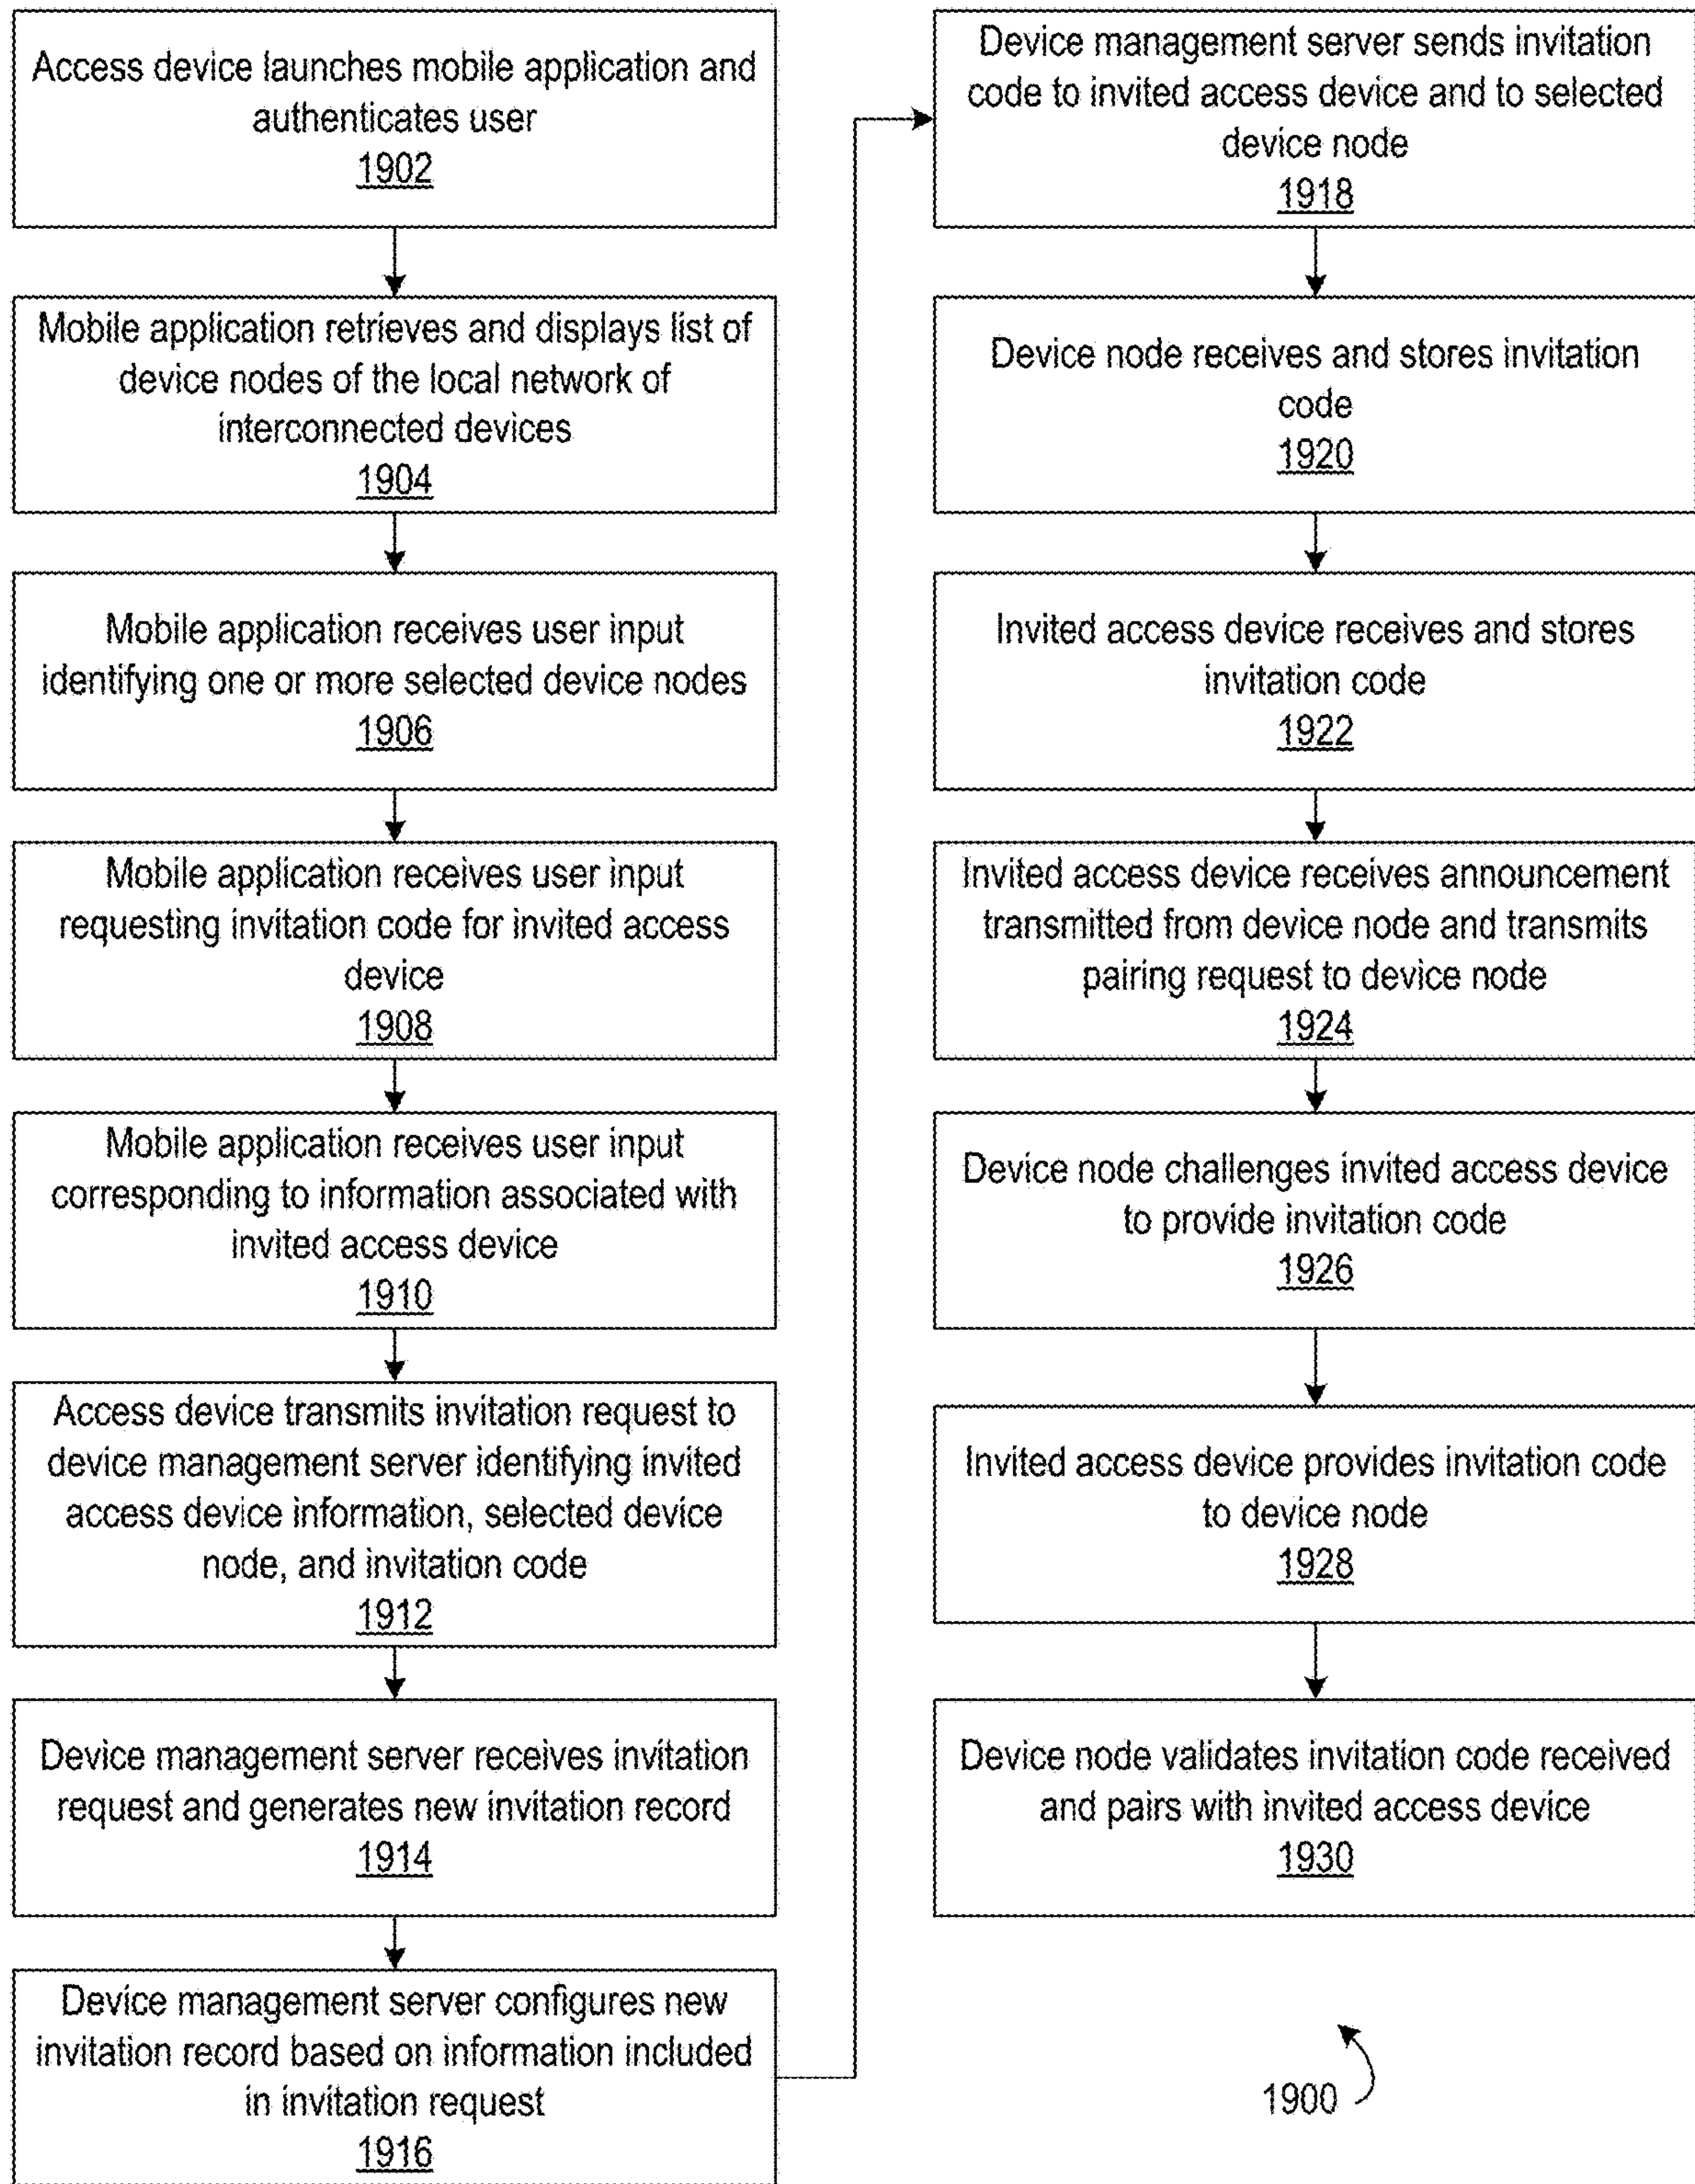 Access device launches mobile application and
authenticates user
1902
Mobile application retrieves and displays list of
device nodes of the local network of
interconnected devices
1904
Mobile application receives user input
identifying one or more selected device nodes
1906
Mobile application receives user input
requesting invitation code for invited access
device
1908
Mobile application receives user input
corresponding to information associated with
invited access device
1910
Access device transmits invitation request to
device management server identifying invited
access device information, selected device
node, and invitation code
1912
Device management server receives invitation
request and generates new invitation record
1914
Device management server configures new
invitation record based on information included
in invitation request
1916
Device management server sends invitation
code to invited access device and to selected
device node
1918
Device node receives and stores invitation
code
1920
Invited access device receives and stores
invitation code
1922
Invited access device receives announcement
transmitted from device node and transmits
pairing request to device node
1924
Device node challenges invited access device
to provide invitation code
1926
Invited access device provides invitation code
to device node
1928
Device node validates invitation code received
and pairs with invited access device
1930
1900